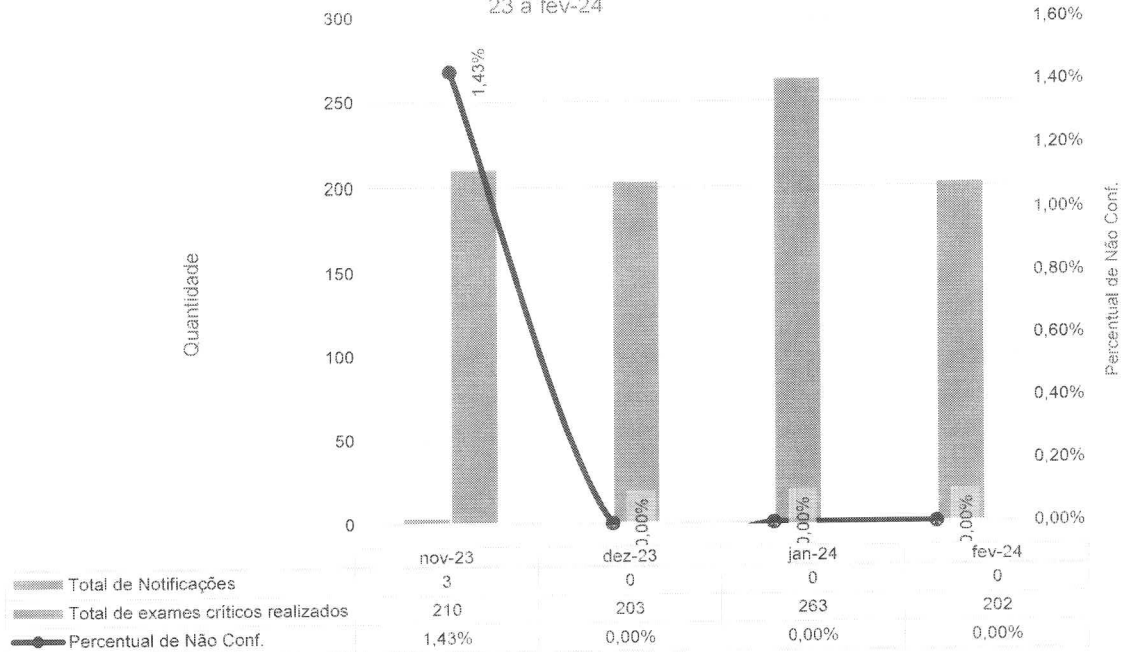 23 a fev-24
300
250
200
150
100
50
0
Quantidade
1,43%
0,00%
0,00%
0,00%
1,60%
1,40%
1,20%
1,00%
0,80%
0,60%
0,40%
0,20%
0,00%
Percentual de Não Conf.
nov-23 dez-23 jan-24 fev-24
Total de Notificações 3 0 0 0
Total de exames críticos realizados 210 203 263 202
Percentual de Não Conf. 1,43% 0,00% 0,00% 0,00%